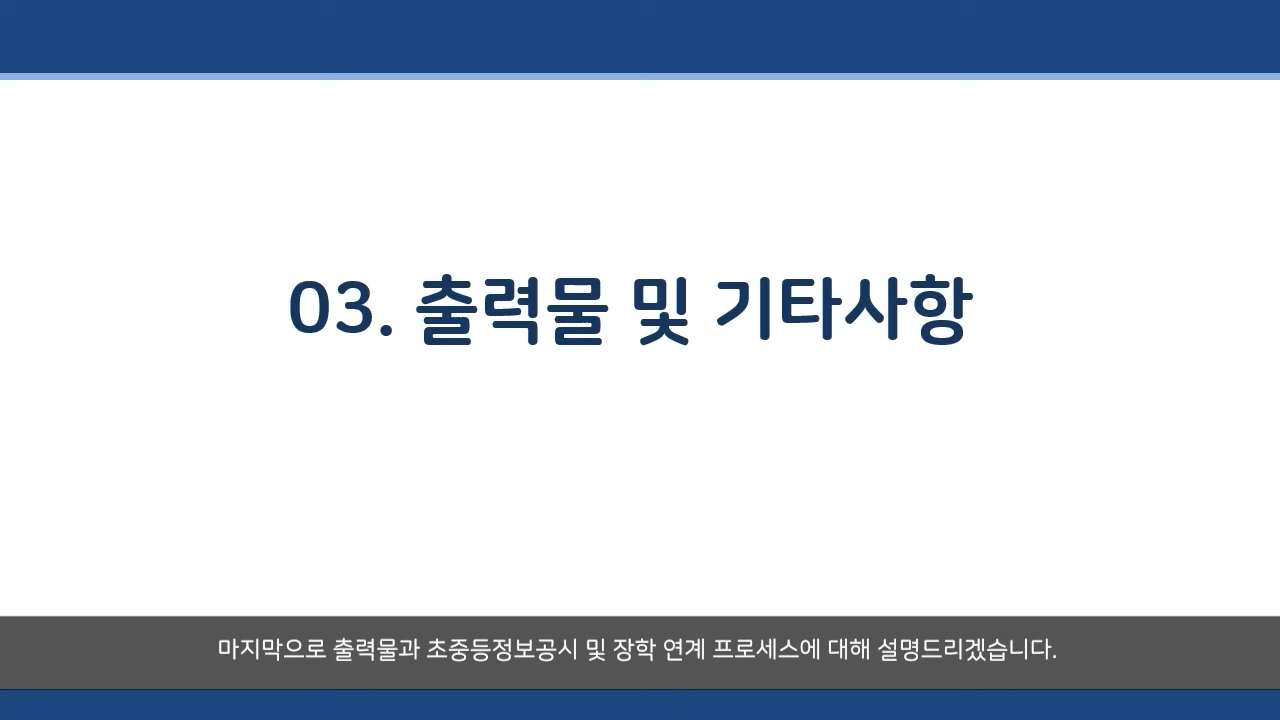 03. 출력물 및 기타사항
마지막으로 출력물과 초중등정보공시 및 장학 연계 프로세스에 대해 설명드리겠습니다.